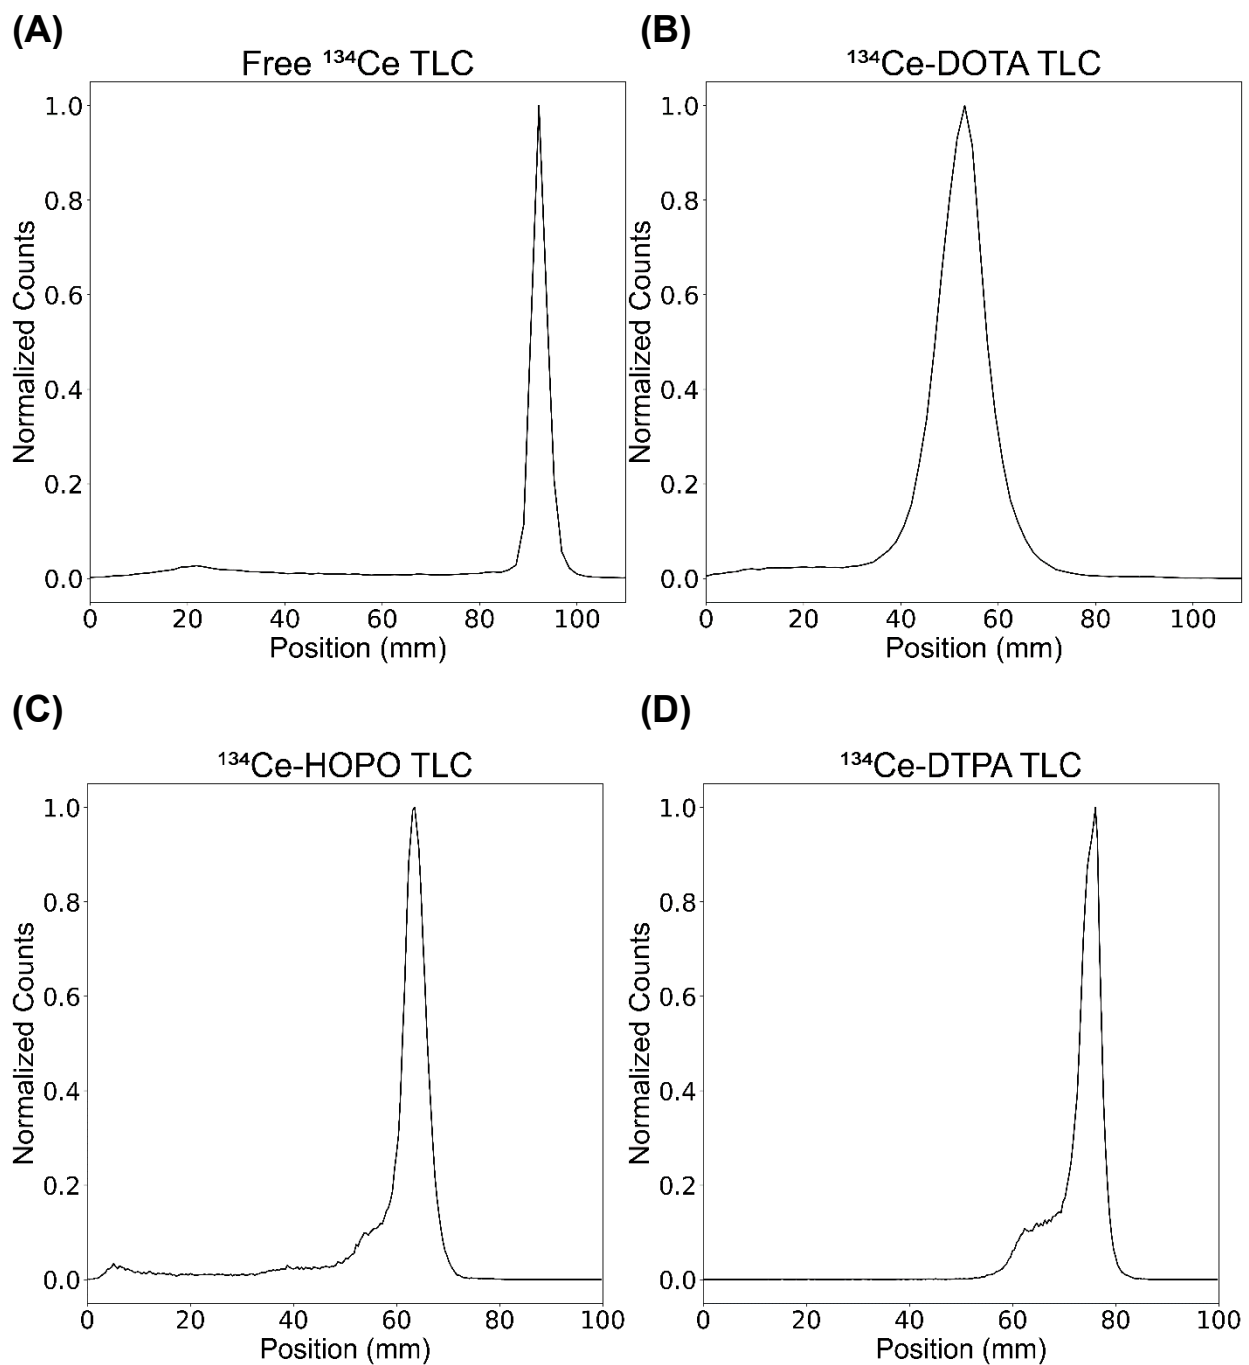 (A)
Free ¹³⁴Ce TLC
1.0
0.8
0.6
0.4
0.2
0.0
Normalized Counts
0 20 40 60 80 100
Position (mm)
(B)
¹³⁴Ce-DOTA TLC
1.0
0.8
0.6
0.4
0.2
0.0
Normalized Counts
0 20 40 60 80 100
Position (mm)
(C)
¹³⁴Ce-HOPO TLC
1.0
0.8
0.6
0.4
0.2
0.0
Normalized Counts
0 20 40 60 80 100
Position (mm)
(D)
¹³⁴Ce-DTPA TLC
1.0
0.8
0.6
0.4
0.2
0.0
Normalized Counts
0 20 40 60 80 100
Position (mm)